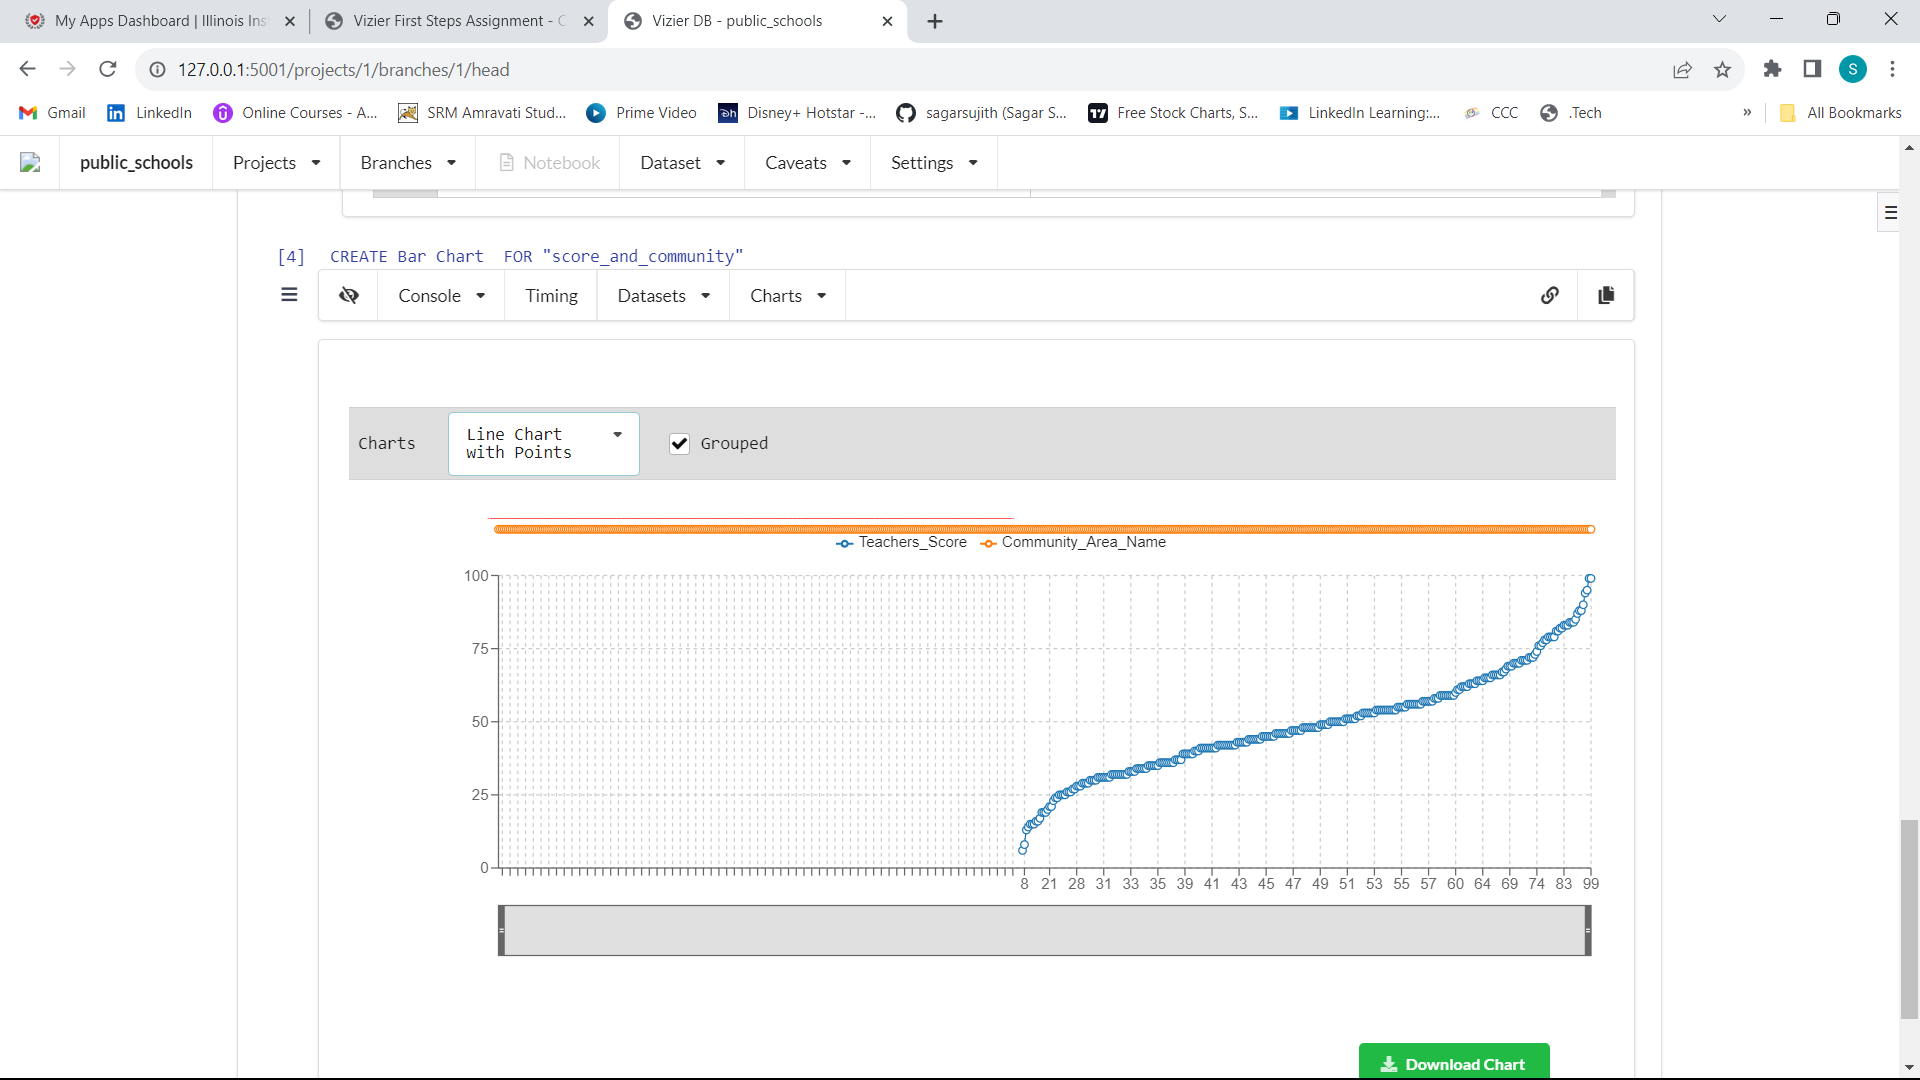 My Apps Dashboard | Illinois Ins
Vizier First Steps Assignment - C
Vizier DB - public_schools
127.0.0.1:5001/projects/1/branches/1/head
S
Gmail
LinkedIn
Online Courses - A...
SRM Amravati Stud...
Prime Video
Disney+ Hotstar -...
sagarsujith (Sagar S...
Free Stock Charts, S...
LinkedIn Learning:...
CCC
.Tech
»
All Bookmarks
public_schools
Projects
Branches
Notebook
Dataset
Caveats
Settings
[4] CREATE Bar Chart FOR "score_and_community"
Console
Timing
Datasets
Charts
Charts
Line Chart
with Points
Grouped
Teachers_Score
Community_Area_Name
100
75
50
25
0
8 21 28 31 33 35 39 41 43 45 47 49 51 53 55 57 60 64 69 74 83 99
Download Chart